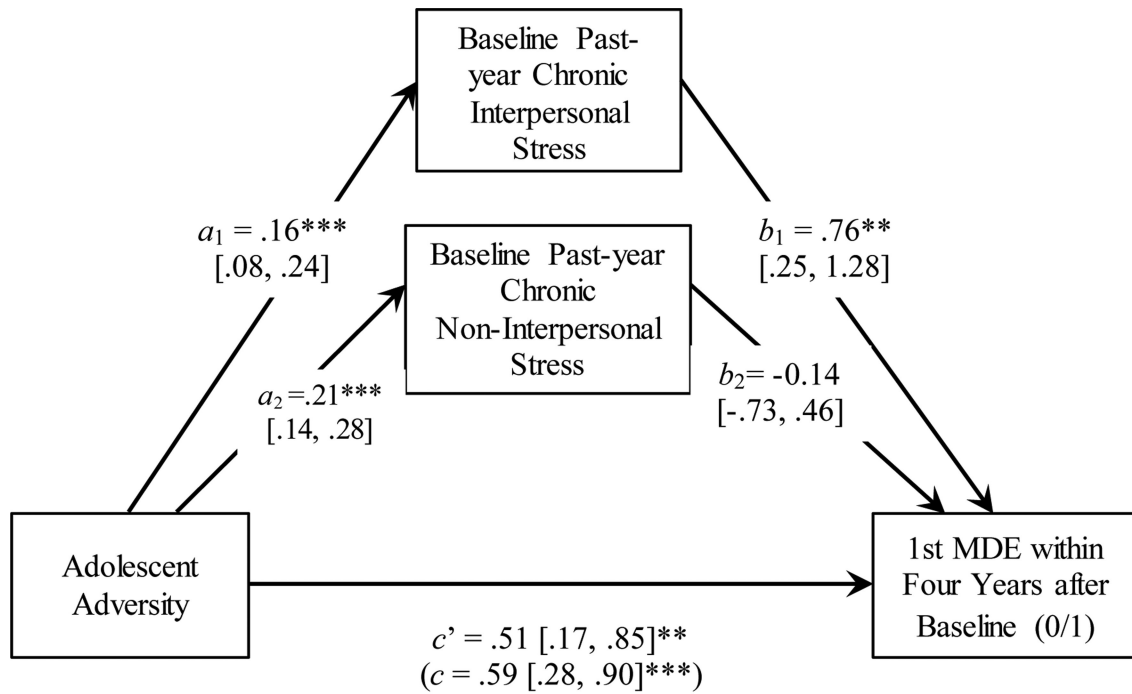 Baseline Past-
year Chronic
Interpersonal
Stress
a₁ = .16***
[.08, .24]
b₁ = .76**
[.25, 1.28]
Baseline Past-year
Chronic
Non-Interpersonal
Stress
a₂ =.21***
[.14, .28]
b₂= -0.14
[-.73, .46]
Adolescent
Adversity
1st MDE within
Four Years after
Baseline (0/1)
c’ = .51 [.17, .85]**
(c = .59 [.28, .90]***)